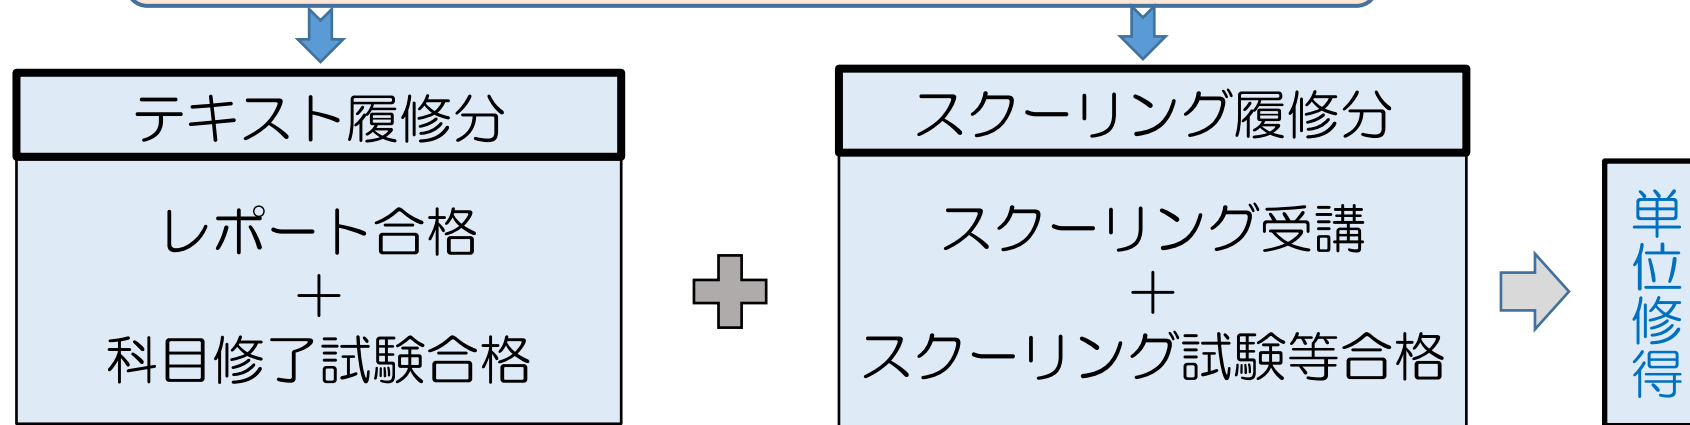 テキスト履修分
レポート合格
＋
科目修了試験合格
スクーリング履修分
スクーリング受講
＋
スクーリング試験等合格
単位修得